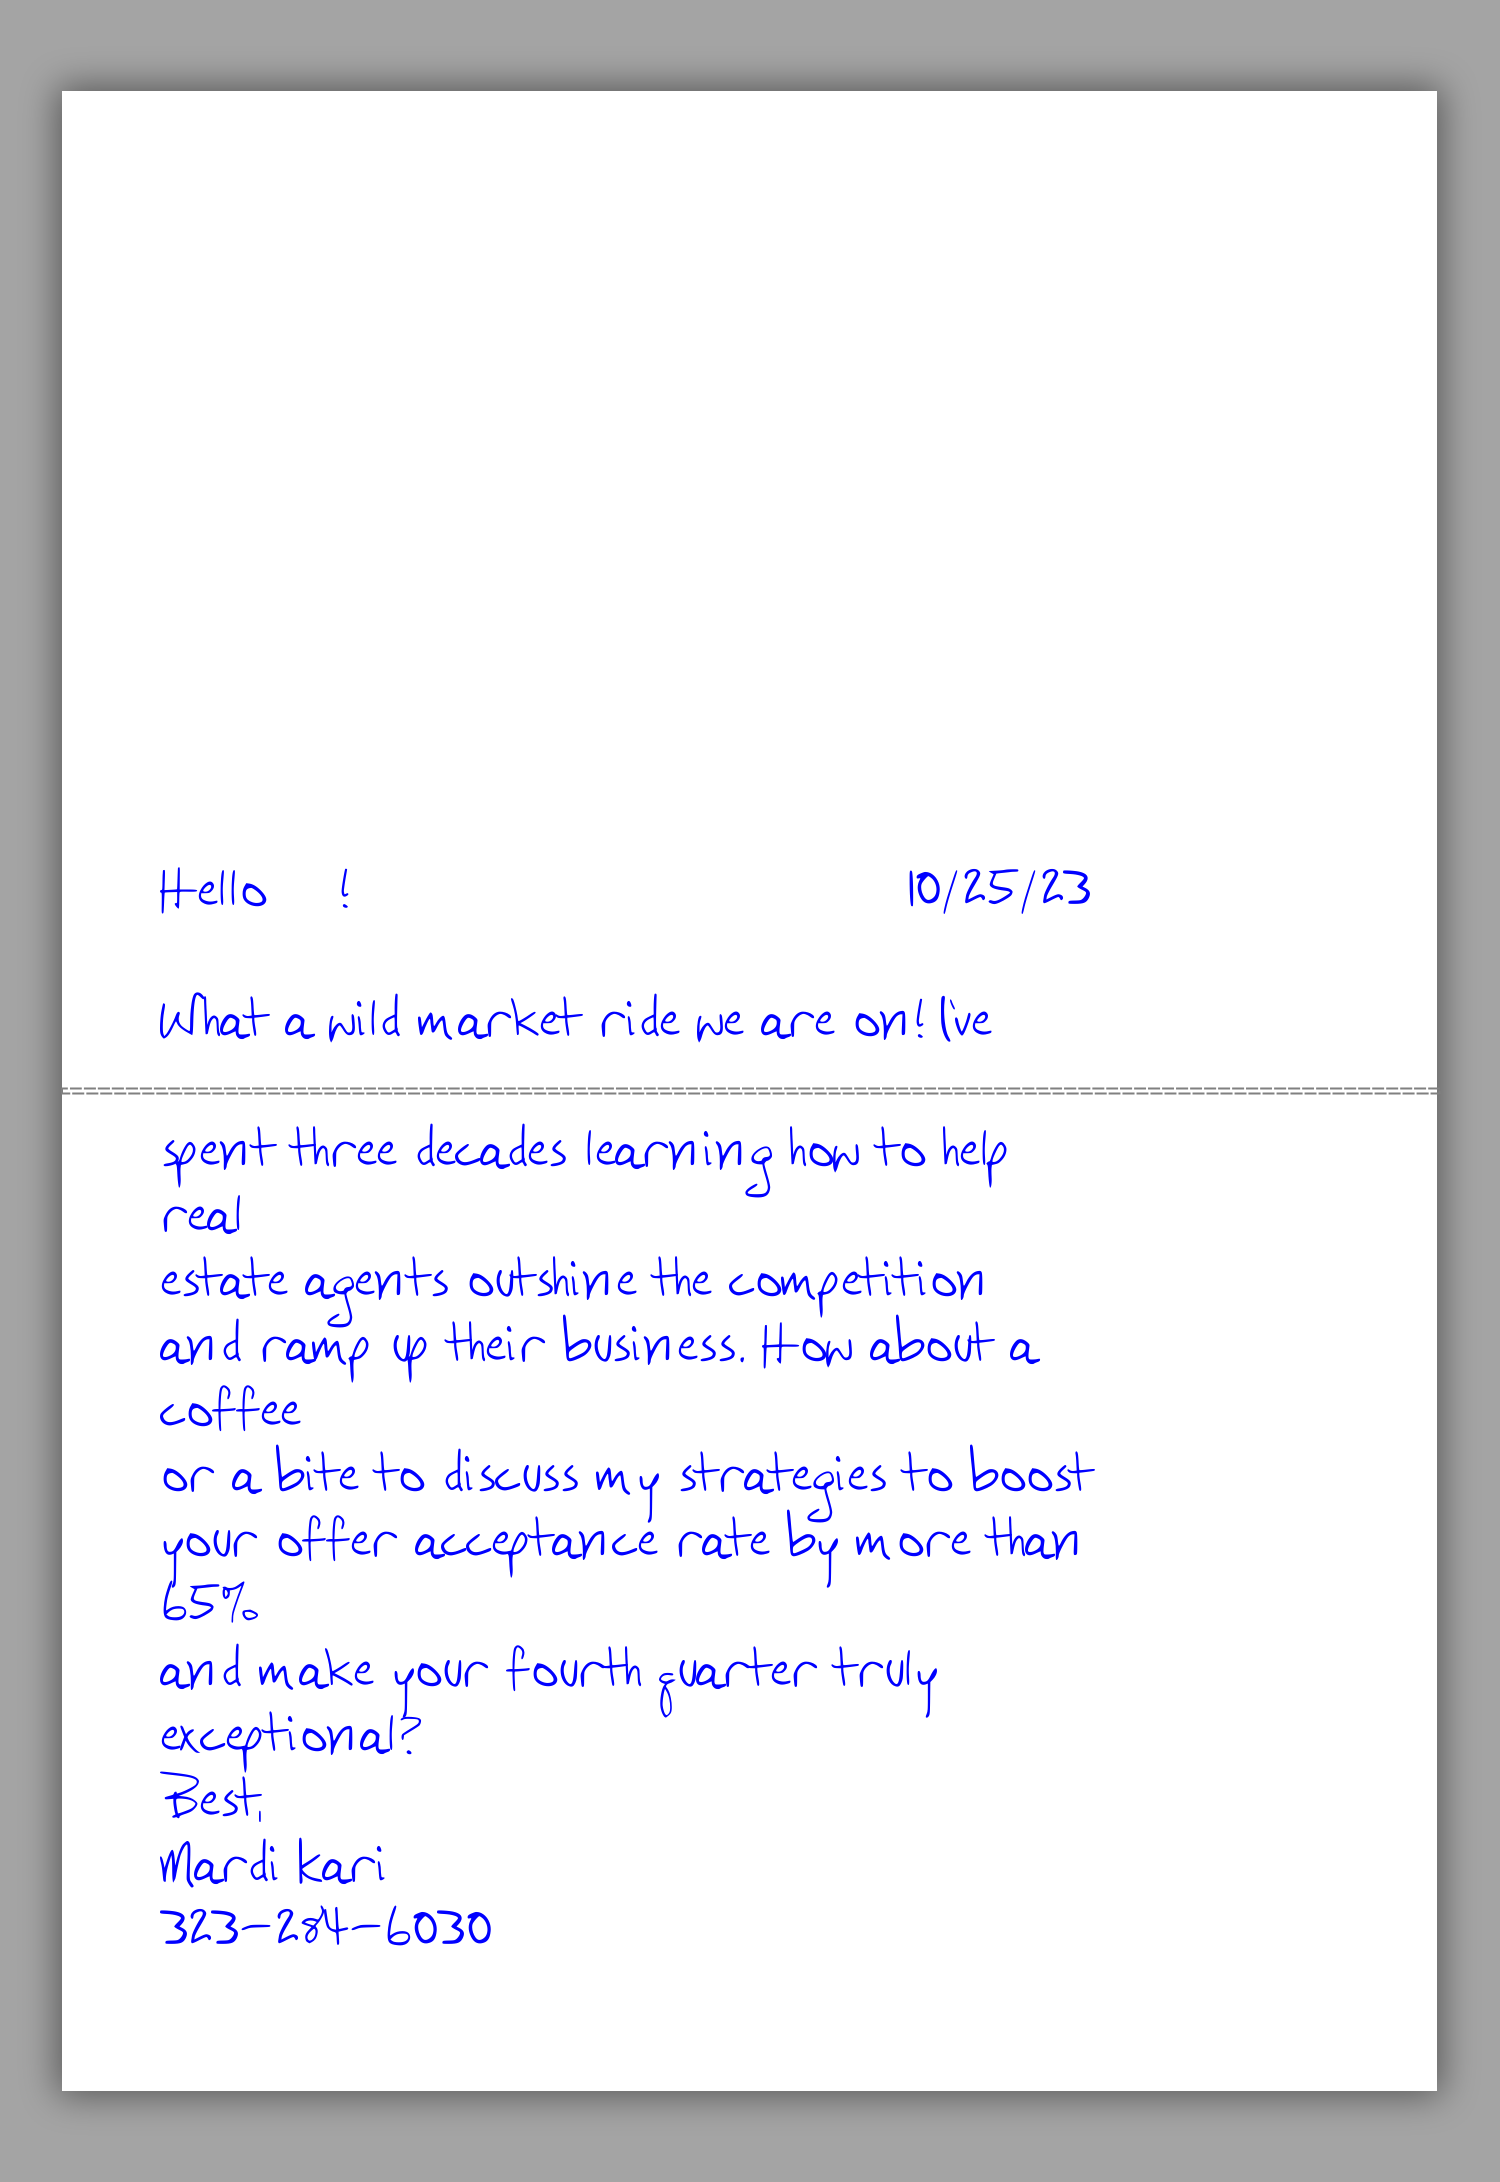 Hello ! 10/25/23
What a wild market ride we are on! I've
spent three decades learning how to help
real
estate agents outshine the competition
and ramp up their business. How about a
coffee
or a bite to discuss my strategies to boost
your offer acceptance rate by more than
65%
and make your fourth quarter truly
exceptional?
Best,
Mardi kari
323-284-6030